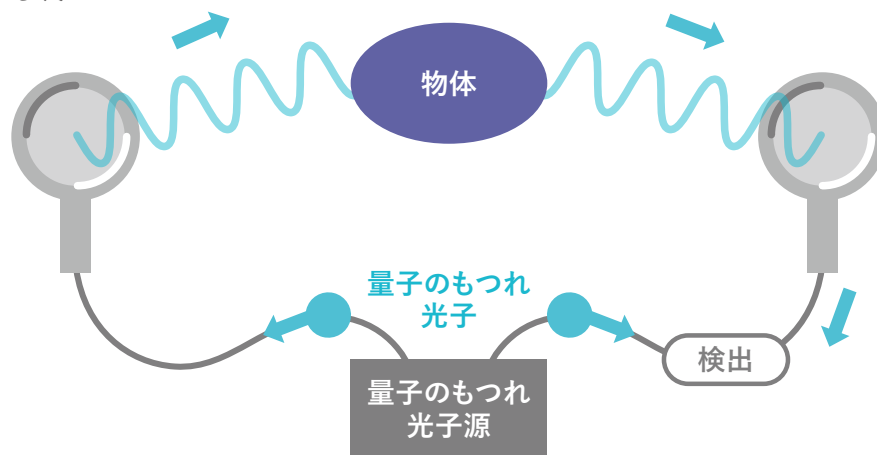 物体
量子のもつれ
光子
検出
量子のもつれ
光子源